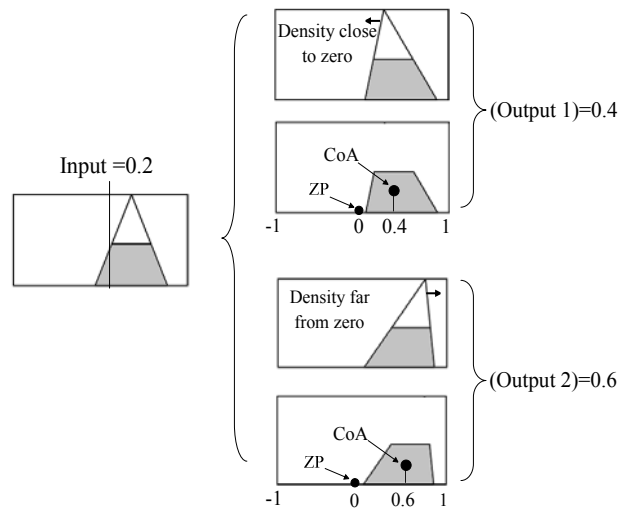 Input =0.2
Density close
to zero
CoA
ZP
-1 0 0.4 1
(Output 1)=0.4
Density far
from zero
CoA
ZP
-1 0 0.6 1
(Output 2)=0.6